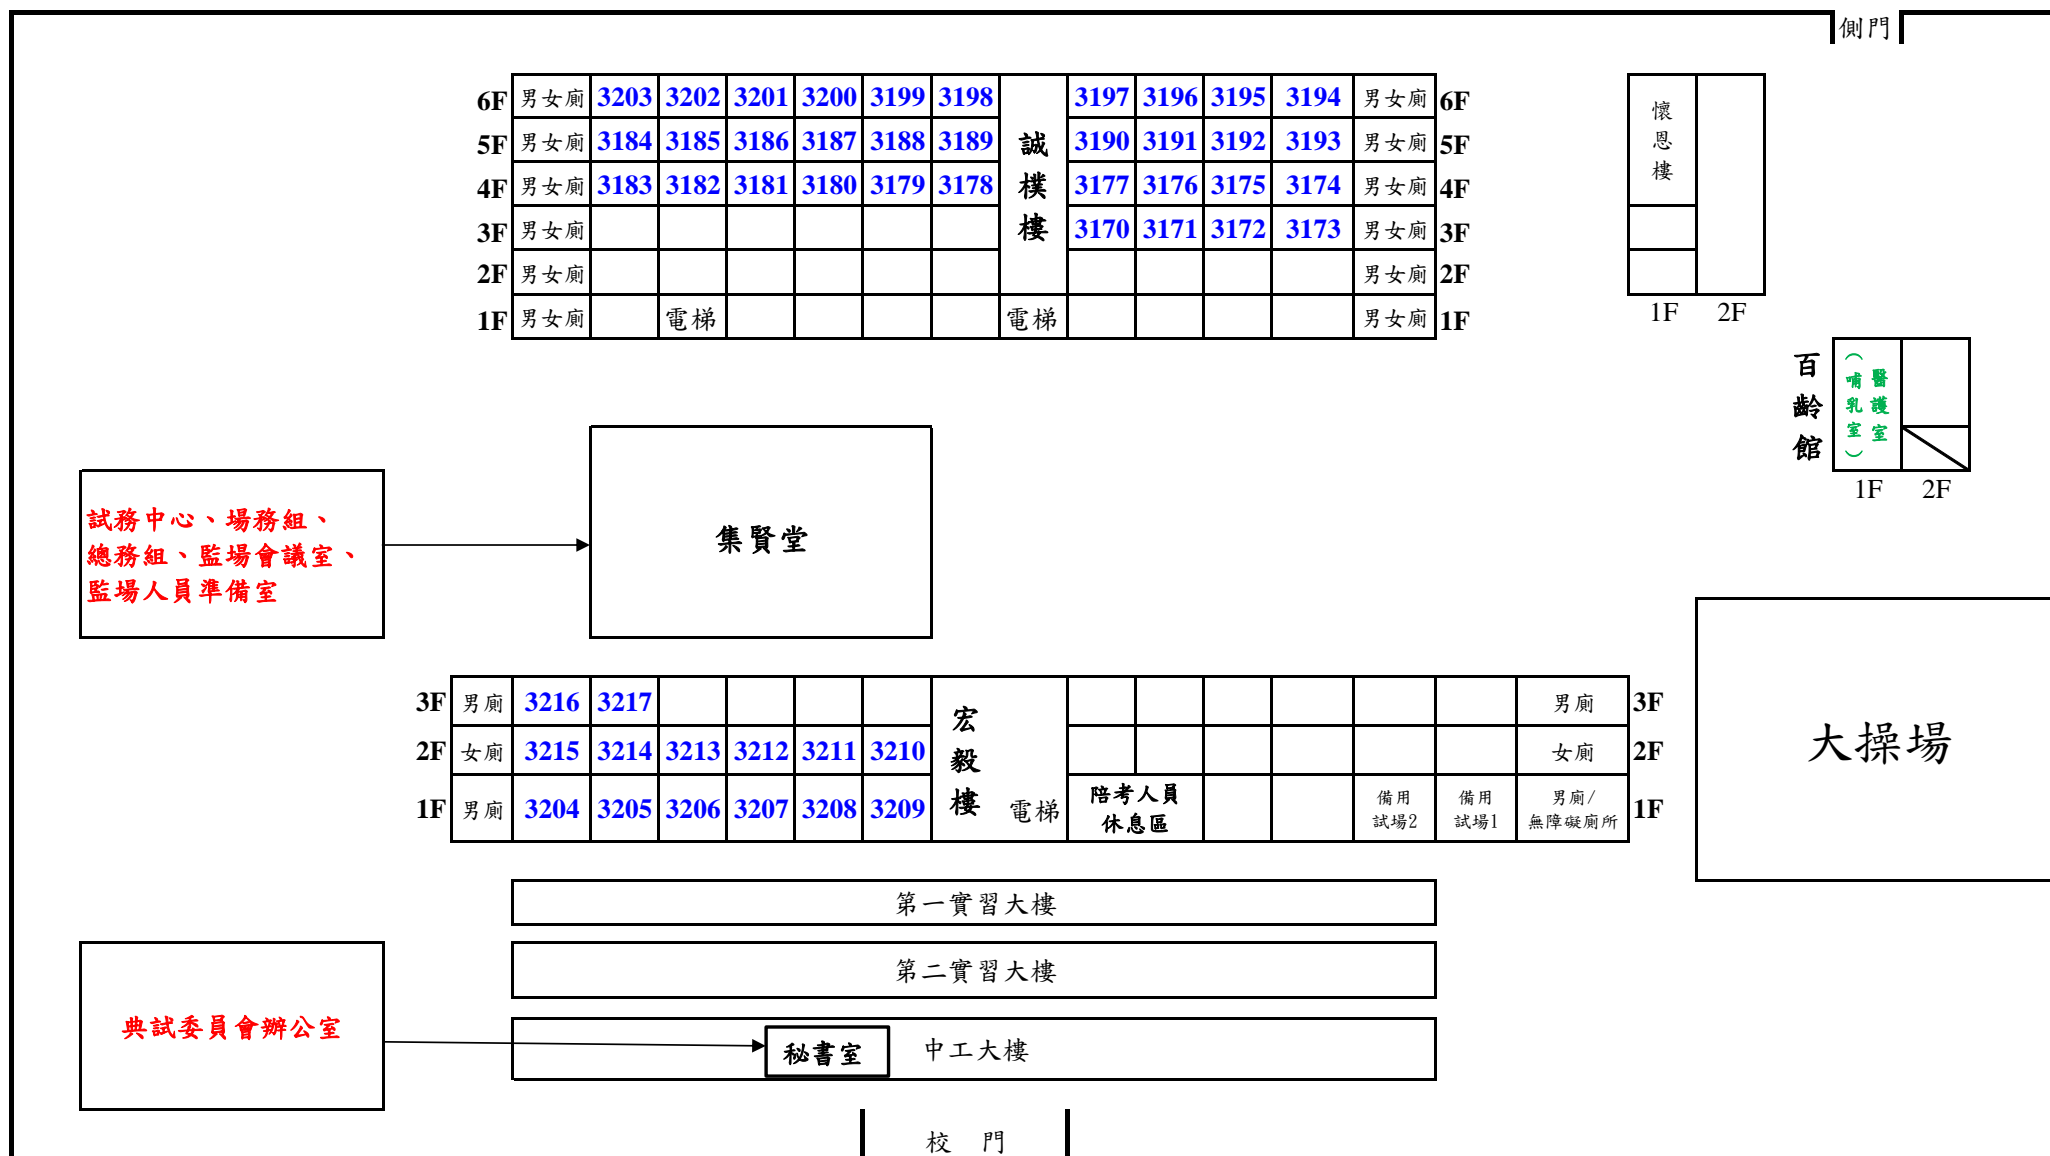 側門
6F 男女廁 3203 3202 3201 3200 3199 3198 3197 3196 3195 3194 男女廁 6F
5F 男女廁 3184 3185 3186 3187 3188 3189 3190 3191 3192 3193 男女廁 5F
4F 男女廁 3183 3182 3181 3180 3179 3178 3177 3176 3175 3174 男女廁 4F
3F 男女廁 3170 3171 3172 3173 男女廁 3F
2F 男女廁 男女廁 2F
1F 男女廁 電梯 電梯 男女廁 1F
誠樸樓
懷恩樓
1F 2F
百齡館
醫護室
（哺乳室）
1F 2F
試務中心、場務組、
總務組、監場會議室、
監場人員準備室
集賢堂
3F 男廁 3216 3217 男廁 3F
2F 女廁 3215 3214 3213 3212 3211 3210 女廁 2F
1F 男廁 3204 3205 3206 3207 3208 3209 電梯 陪考人員 備用 備用 男廁/ 1F
休息區 試場2 試場1 無障礙廁所
宏毅樓
大操場
第一實習大樓
第二實習大樓
典試委員會辦公室
秘書室 中工大樓
校 門